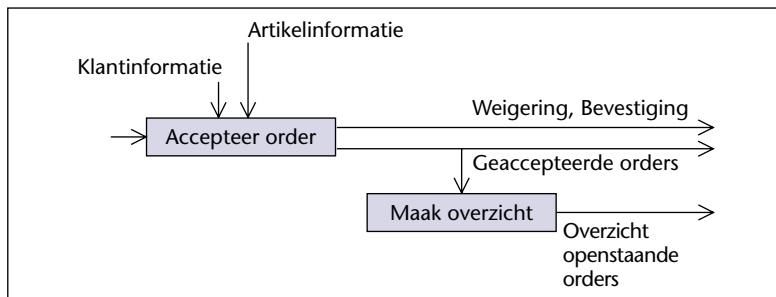 Artikelinformatie
Klantinformatie
Weigering, Bevestiging
Accepteer order
Geaccepteerde orders
Maak overzicht
Overzicht
openstaande
orders